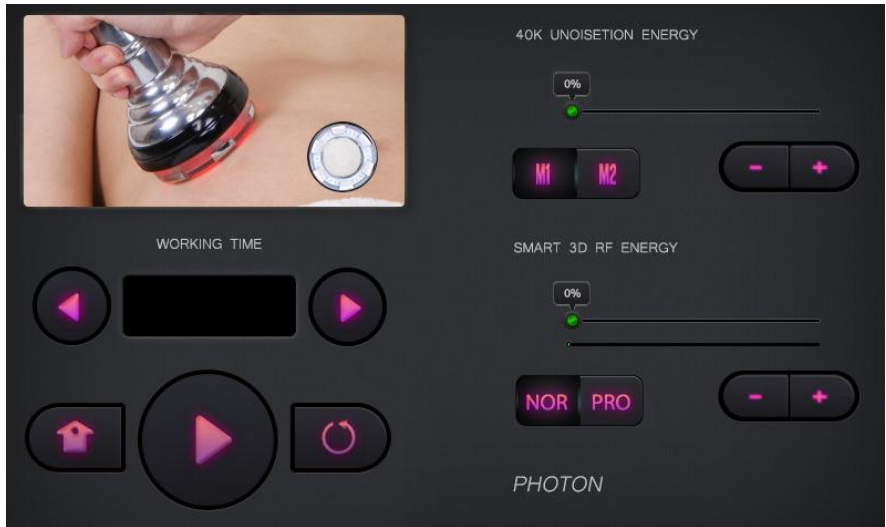 40K UNOISETION ENERGY
0%
M1 M2
- +
WORKING TIME
SMART 3D RF ENERGY
0%
NOR PRO
- +
PHOTON